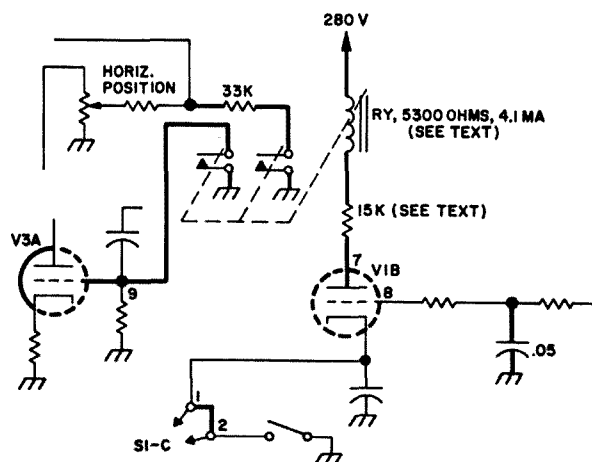 280 V
HORIZ.
POSITION
33K
RY, 5300 OHMS, 4.1 MA
(SEE TEXT)
15K (SEE TEXT)
V3A
7
V1B
9
8
.05
1
2
S1-C